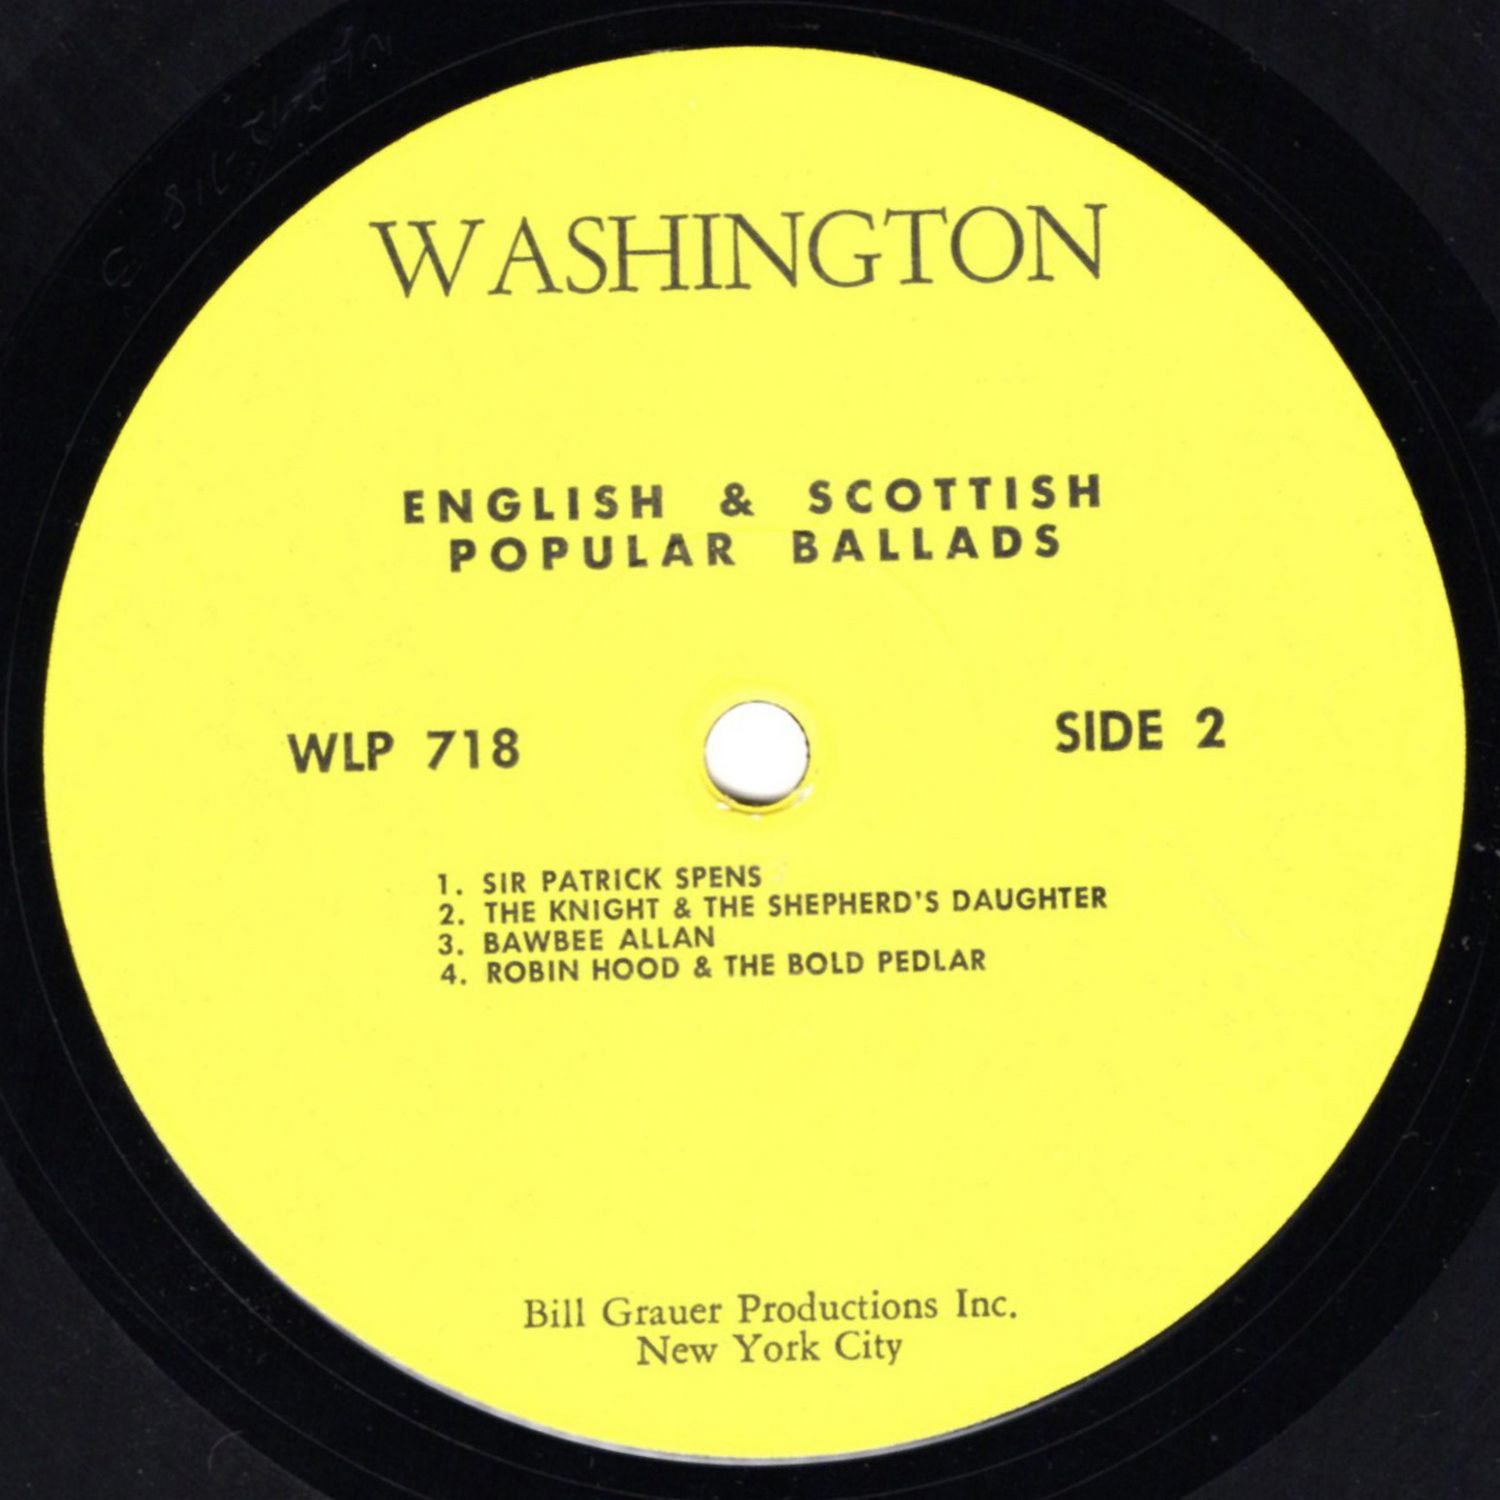 WASHINGTON
ENGLISH & SCOTTISH
POPULAR BALLADS
WLP 718
SIDE 2
1. SIR PATRICK SPENS
2. THE KNIGHT & THE SHEPHERD'S DAUGHTER
3. BAWBEE ALLAN
4. ROBIN HOOD & THE BOLD PEDLAR
Bill Grauer Productions Inc.
New York City